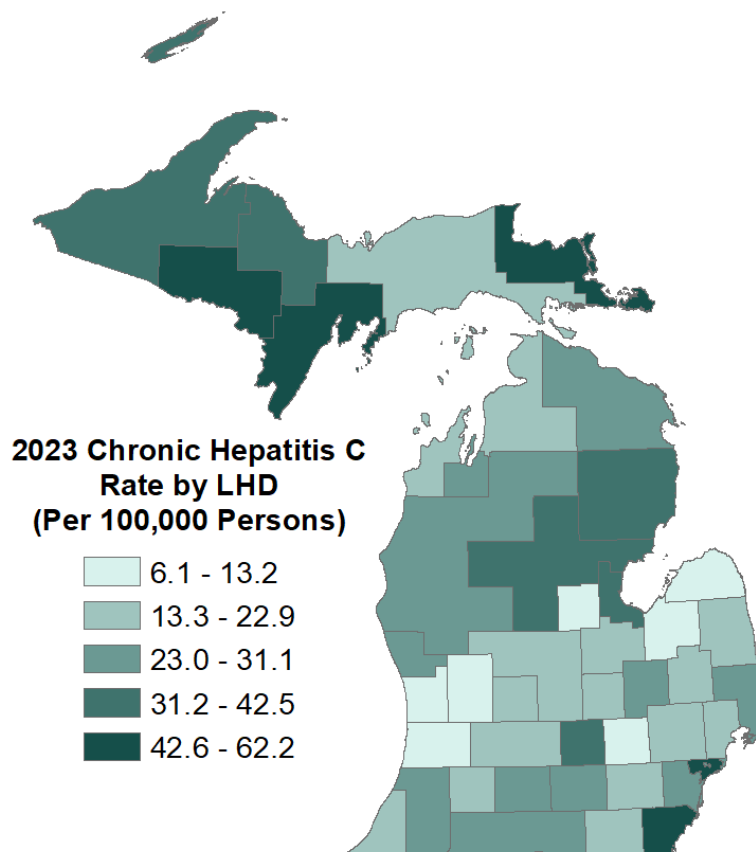 2023 Chronic Hepatitis C
Rate by LHD
(Per 100,000 Persons)
6.1 - 13.2
13.3 - 22.9
23.0 - 31.1
31.2 - 42.5
42.6 - 62.2